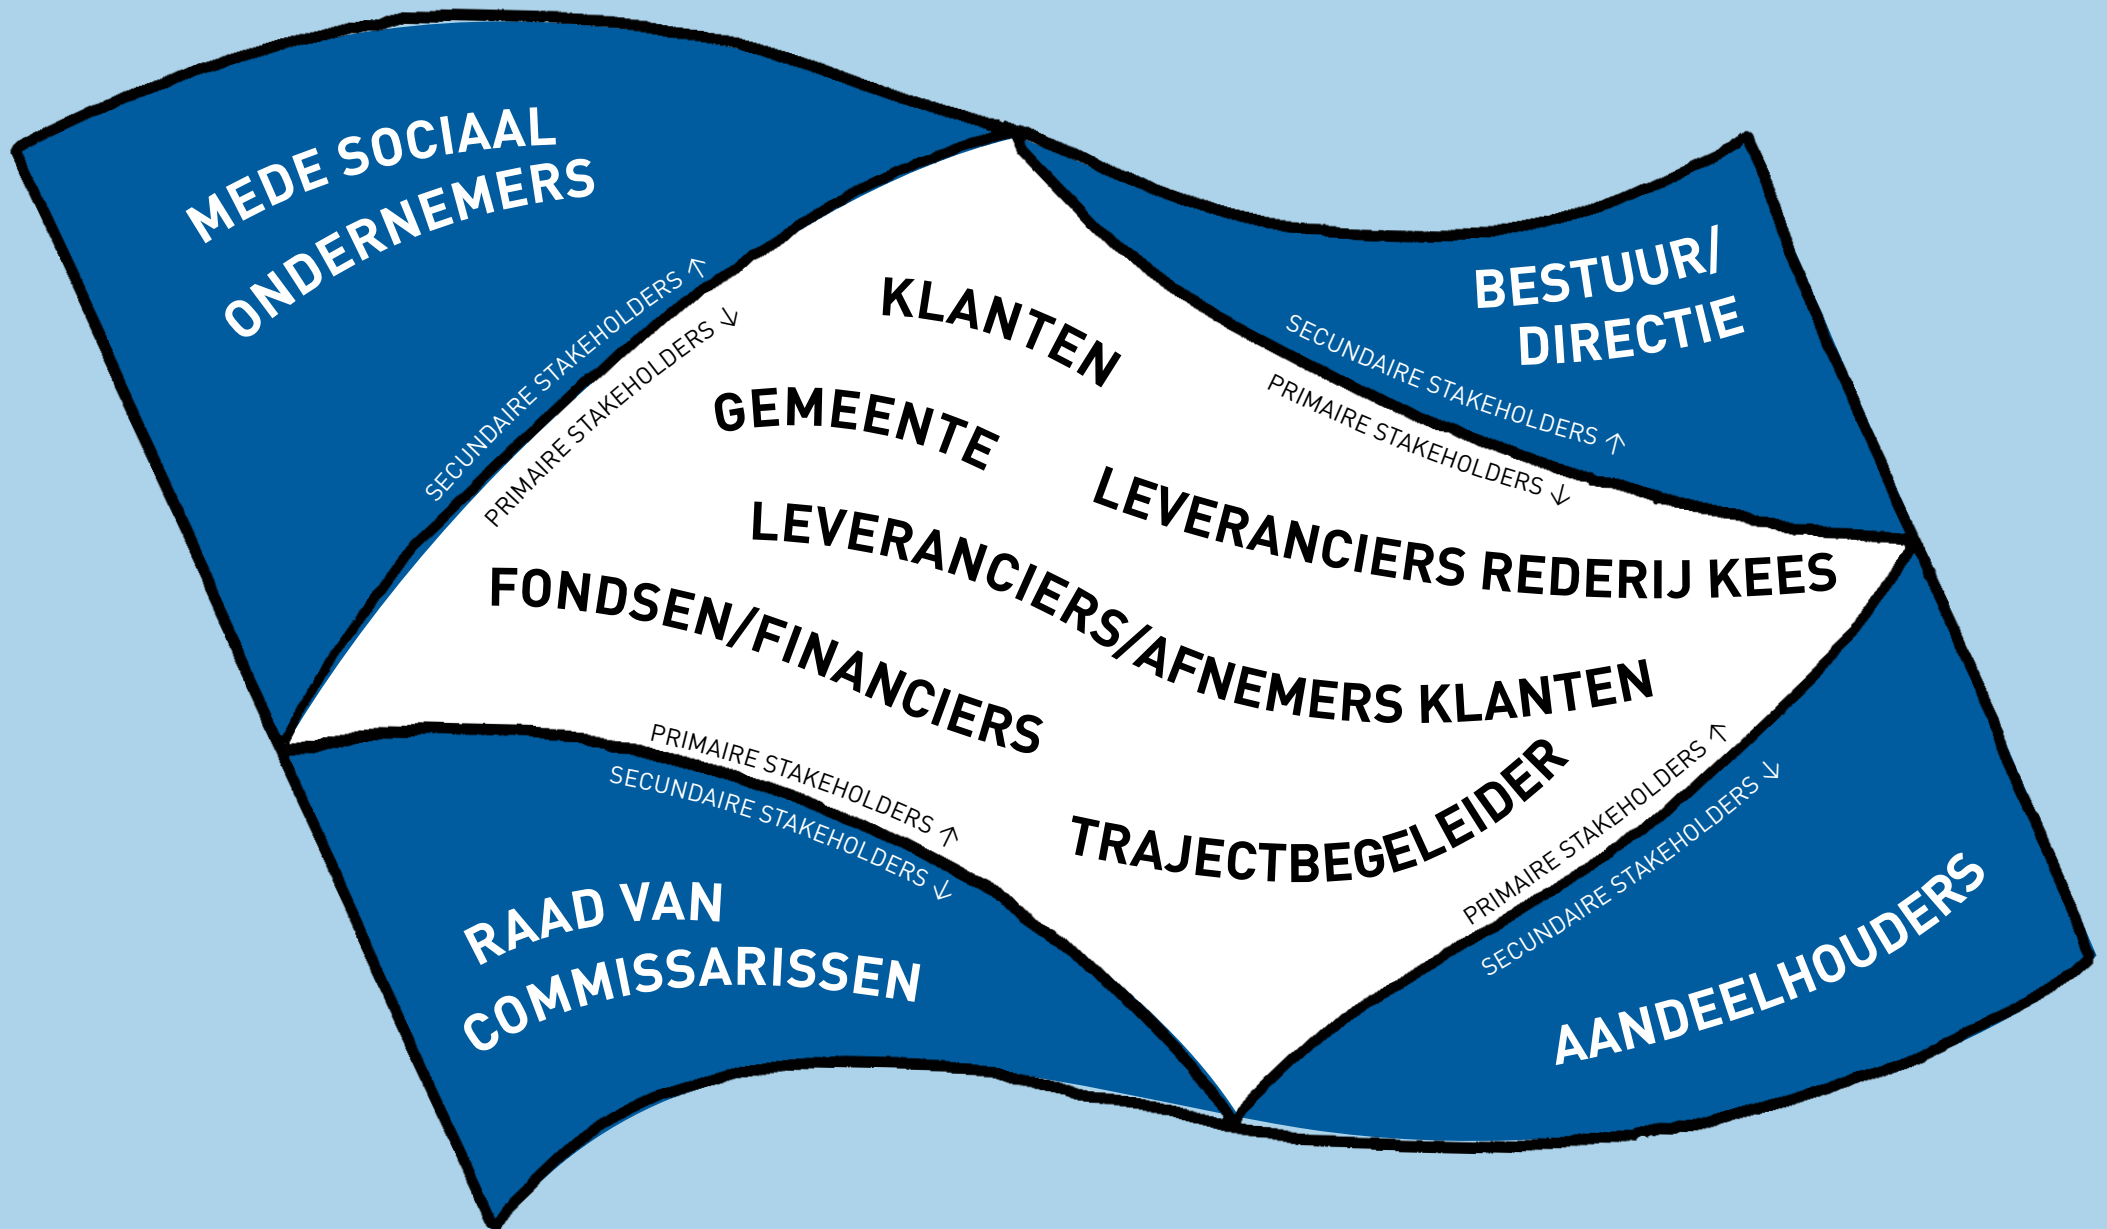 MEDE SOCIAAL
ONDERNEMERS
SECUNDAIRE STAKEHOLDERS ↑
PRIMAIRE STAKEHOLDERS ↓
BESTUUR/
DIRECTIE
SECUNDAIRE STAKEHOLDERS ↑
PRIMAIRE STAKEHOLDERS ↓
KLANTEN
GEMEENTE
LEVERANCIERS REDERIJ KEES
LEVERANCIERS/AFNEMERS KLANTEN
FONDSEN/FINANCIERS
TRAJECTBEGELEIDER
PRIMAIRE STAKEHOLDERS ↑
SECUNDAIRE STAKEHOLDERS ↓
RAAD VAN
COMMISSARISSEN
PRIMAIRE STAKEHOLDERS ↑
SECUNDAIRE STAKEHOLDERS ↓
AANDEELHOUDERS